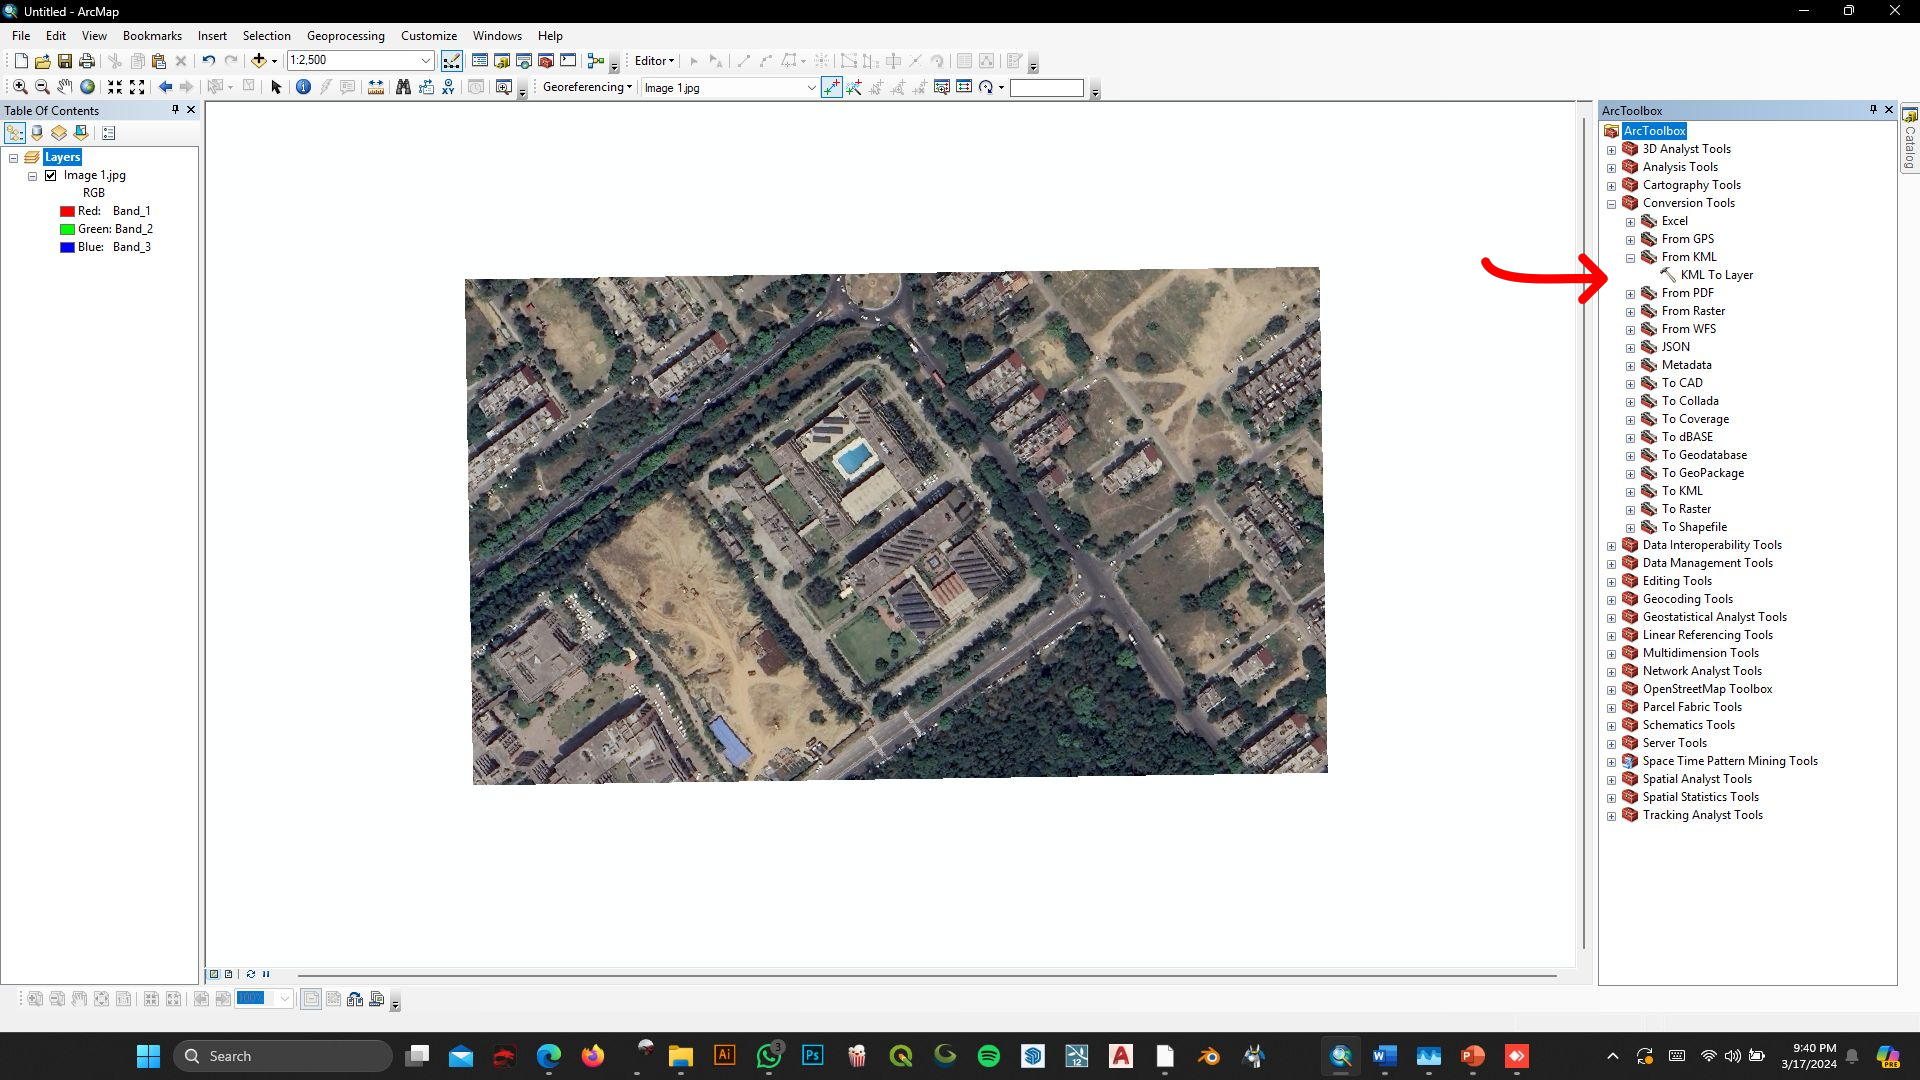 Untitled - ArcMap
File Edit View Bookmarks Insert Selection Geoprocessing Customize Windows Help
1:2,500 Editor
Georeferencing Image 1.jpg
Table Of Contents
Layers
Image 1.jpg
RGB
Red: Band_1
Green: Band_2
Blue: Band_3
100%
ArcToolbox
ArcToolbox
3D Analyst Tools
Analysis Tools
Cartography Tools
Conversion Tools
Excel
From GPS
From KML
KML To Layer
From PDF
From Raster
From WFS
JSON
Metadata
To CAD
To Collada
To Coverage
To dBASE
To Geodatabase
To GeoPackage
To KML
To Raster
To Shapefile
Data Interoperability Tools
Data Management Tools
Editing Tools
Geocoding Tools
Geostatistical Analyst Tools
Linear Referencing Tools
Multidimension Tools
Network Analyst Tools
OpenStreetMap Toolbox
Parcel Fabric Tools
Schematics Tools
Server Tools
Space Time Pattern Mining Tools
Spatial Analyst Tools
Spatial Statistics Tools
Tracking Analyst Tools
Catalog
Search
Ai
3
Ps
12
A
W
P
9:40 PM
3/17/2024
PRE